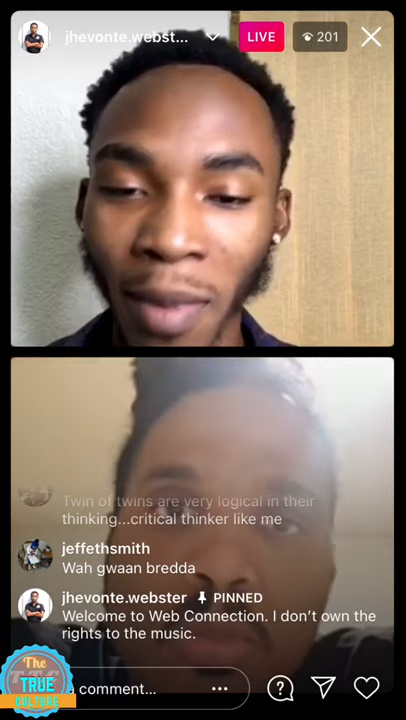 jhevonte.webst...
LIVE
201
Twin of twins are very logical in their
thinking...critical thinker like me
jeffethsmith
Wah gwaan bredda
jhevonte.webster PINNED
Welcome to Web Connection. I don't own the
rights to the music.
The
TRUE
CULTURE
a comment...